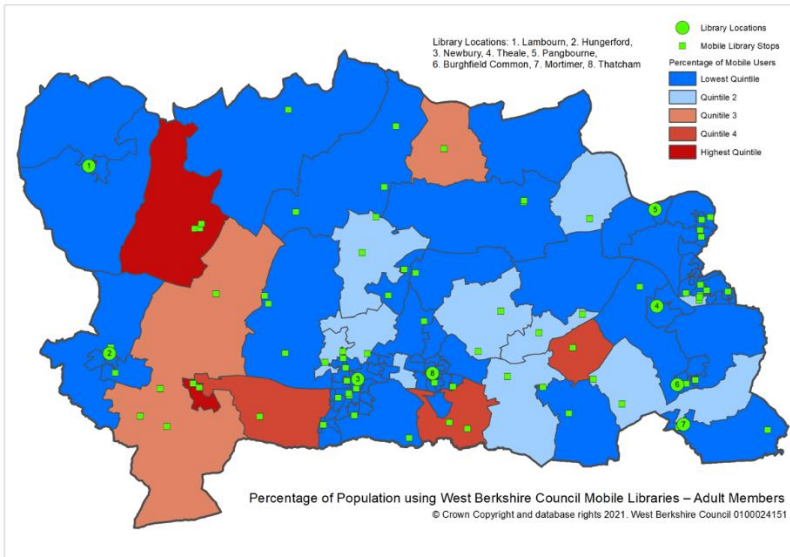 Library Locations: 1. Lambourn, 2. Hungerford,
3. Newbury, 4. Theale, 5. Pangbourne,
6. Burghfield Common, 7. Mortimer, 8. Thatcham
Library Locations
Mobile Library Stops
Percentage of Mobile Users
Lowest Quintile
Quintile 2
Qunitile 3
Quintile 4
Highest Quintile
1
2
3
4
5
6
7
8
Percentage of Population using West Berkshire Council Mobile Libraries – Adult Members
© Crown Copyright and database rights 2021. West Berkshire Council 0100024151